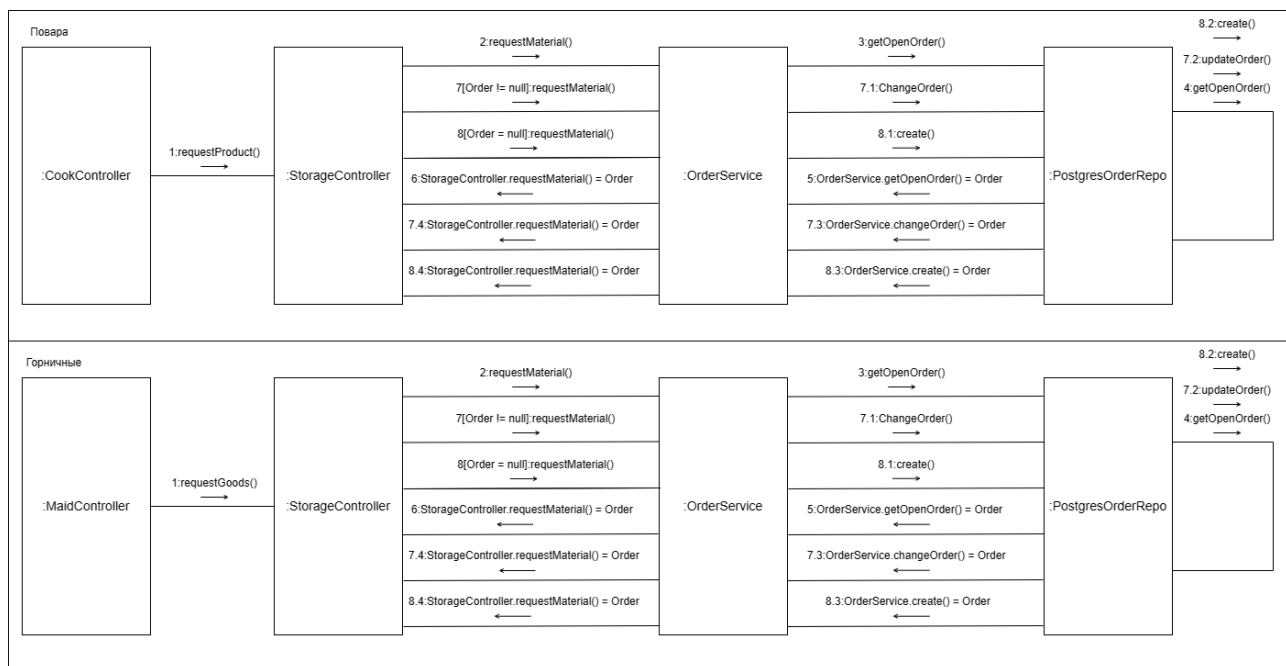 Повара
8.2:create()
2:requestMaterial()
3:getOpenOrder()
7.2:updateOrder()
7[Order != null]:requestMaterial()
7.1:ChangeOrder()
4:getOpenOrder()
8[Order = null]:requestMaterial()
8.1:create()
1:requestProduct()
:CookController
:StorageController
6:StorageController.requestMaterial() = Order
:OrderService
5:OrderService.getOpenOrder() = Order
:PostgresOrderRepo
7.4:StorageController.requestMaterial() = Order
7.3:OrderService.changeOrder() = Order
8.4:StorageController.requestMaterial() = Order
8.3:OrderService.create() = Order
Горничные
8.2:create()
2:requestMaterial()
3:getOpenOrder()
7.2:updateOrder()
7[Order != null]:requestMaterial()
7.1:ChangeOrder()
4:getOpenOrder()
8[Order = null]:requestMaterial()
8.1:create()
1:requestGoods()
:MaidController
:StorageController
6:StorageController.requestMaterial() = Order
:OrderService
5:OrderService.getOpenOrder() = Order
:PostgresOrderRepo
7.4:StorageController.requestMaterial() = Order
7.3:OrderService.changeOrder() = Order
8.4:StorageController.requestMaterial() = Order
8.3:OrderService.create() = Order